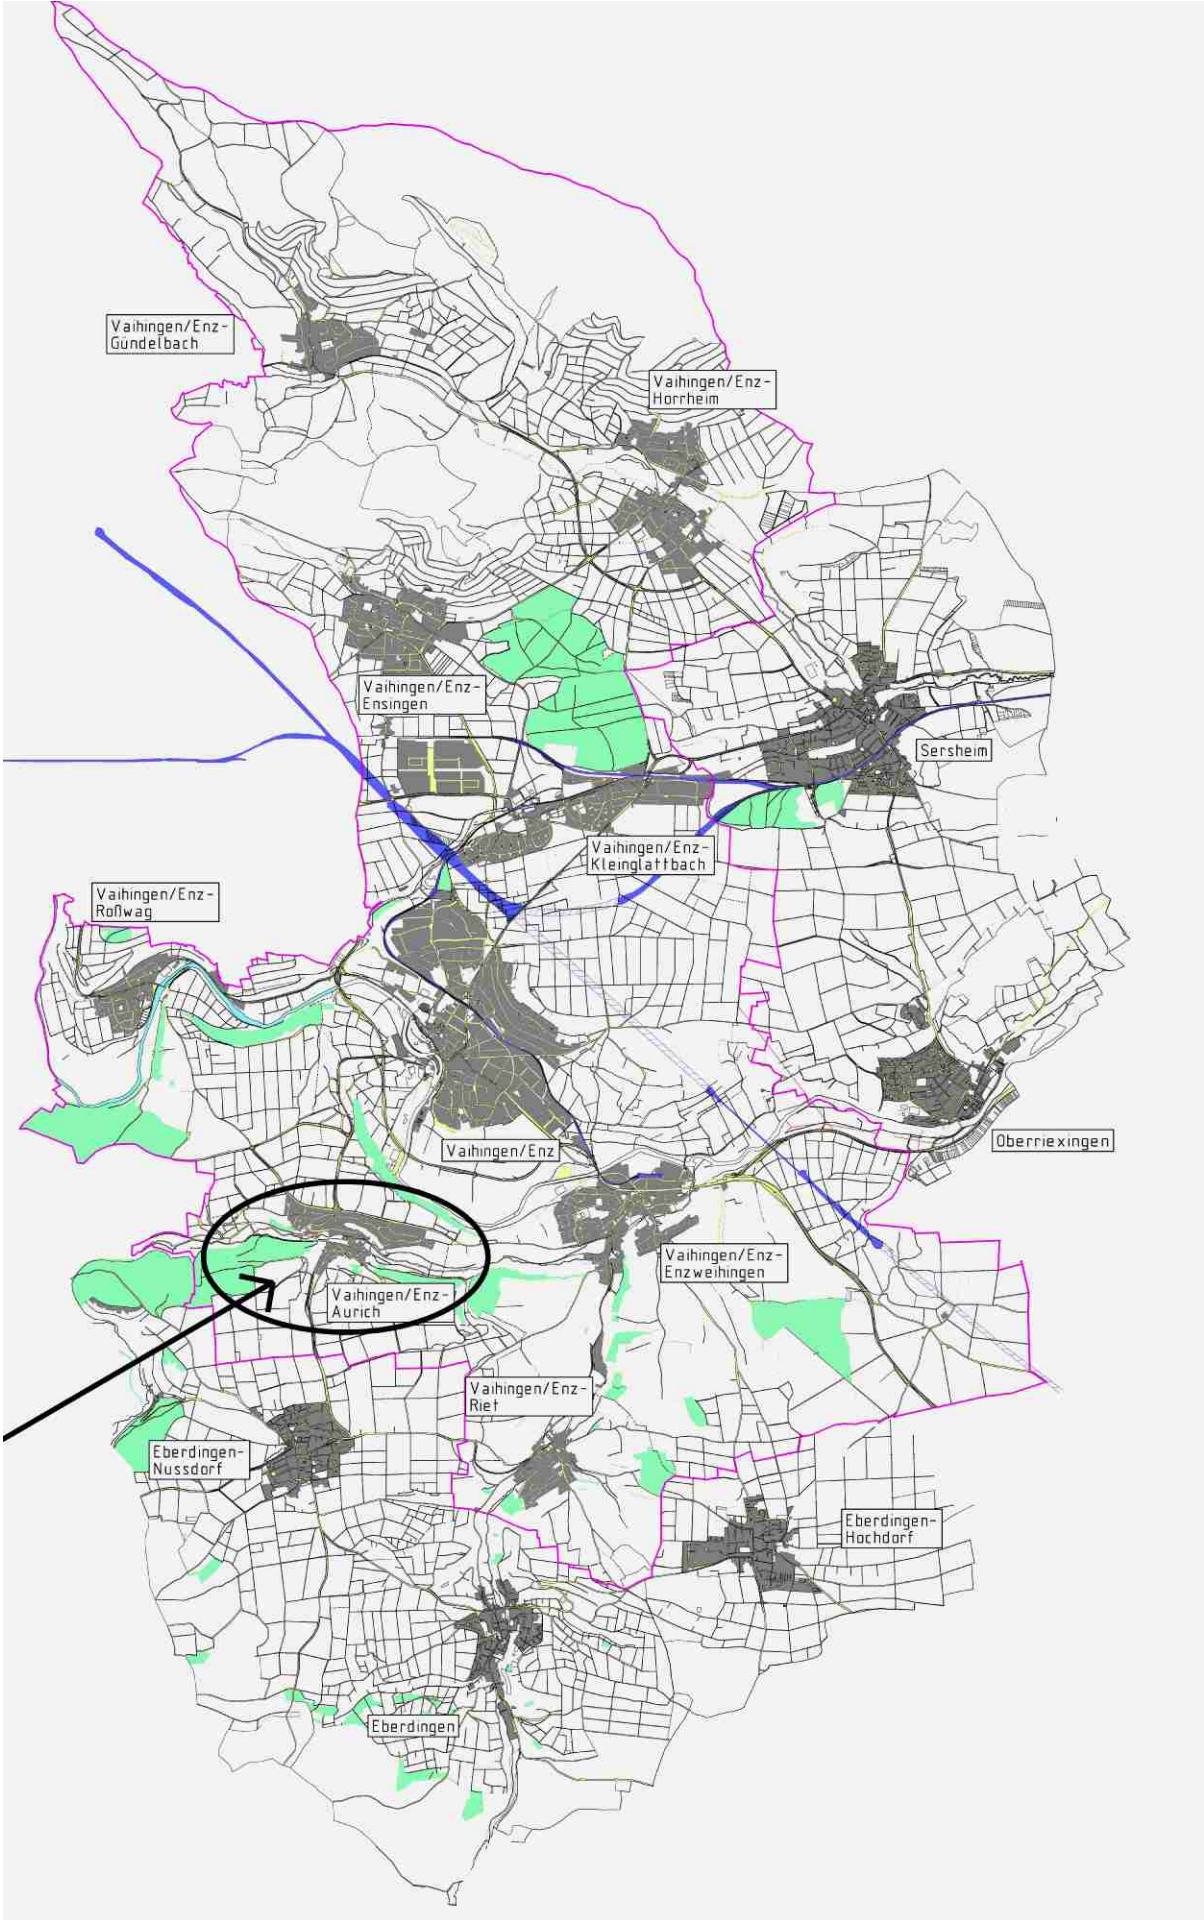 Vaihingen/Enz-
Gündelbach
Vaihingen/Enz-
Horrheim
Vaihingen/Enz-
Ensingen
Sersheim
Vaihingen/Enz-
Kleinglattbach
Vaihingen/Enz-
Roßwag
Oberriexingen
Vaihingen/Enz
Vaihingen/Enz-
Enzweihingen
Vaihingen/Enz-
Aurich
Vaihingen/Enz-
Riet
Eberdingen-
Nussdorf
Eberdingen-
Hochdorf
Eberdingen